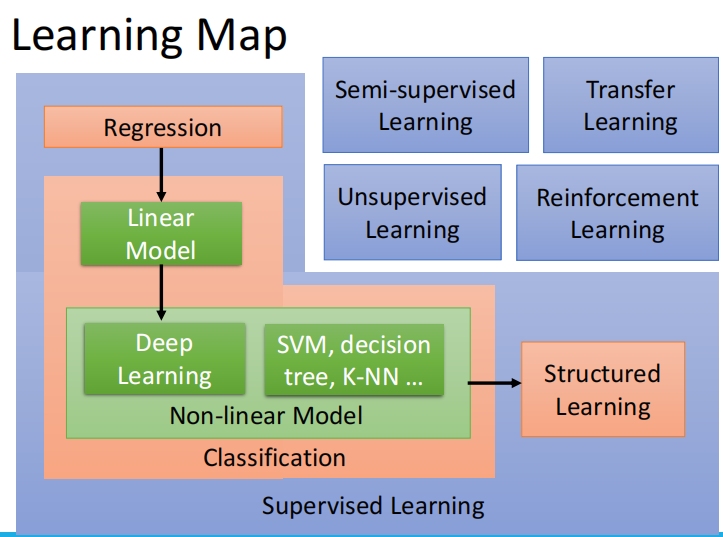 Learning Map
Semi-supervised
Learning
Transfer
Learning
Regression
Unsupervised
Learning
Reinforcement
Learning
Linear
Model
Deep
Learning
SVM, decision
tree, K-NN ...
Non-linear Model
Structured
Learning
Classification
Supervised Learning